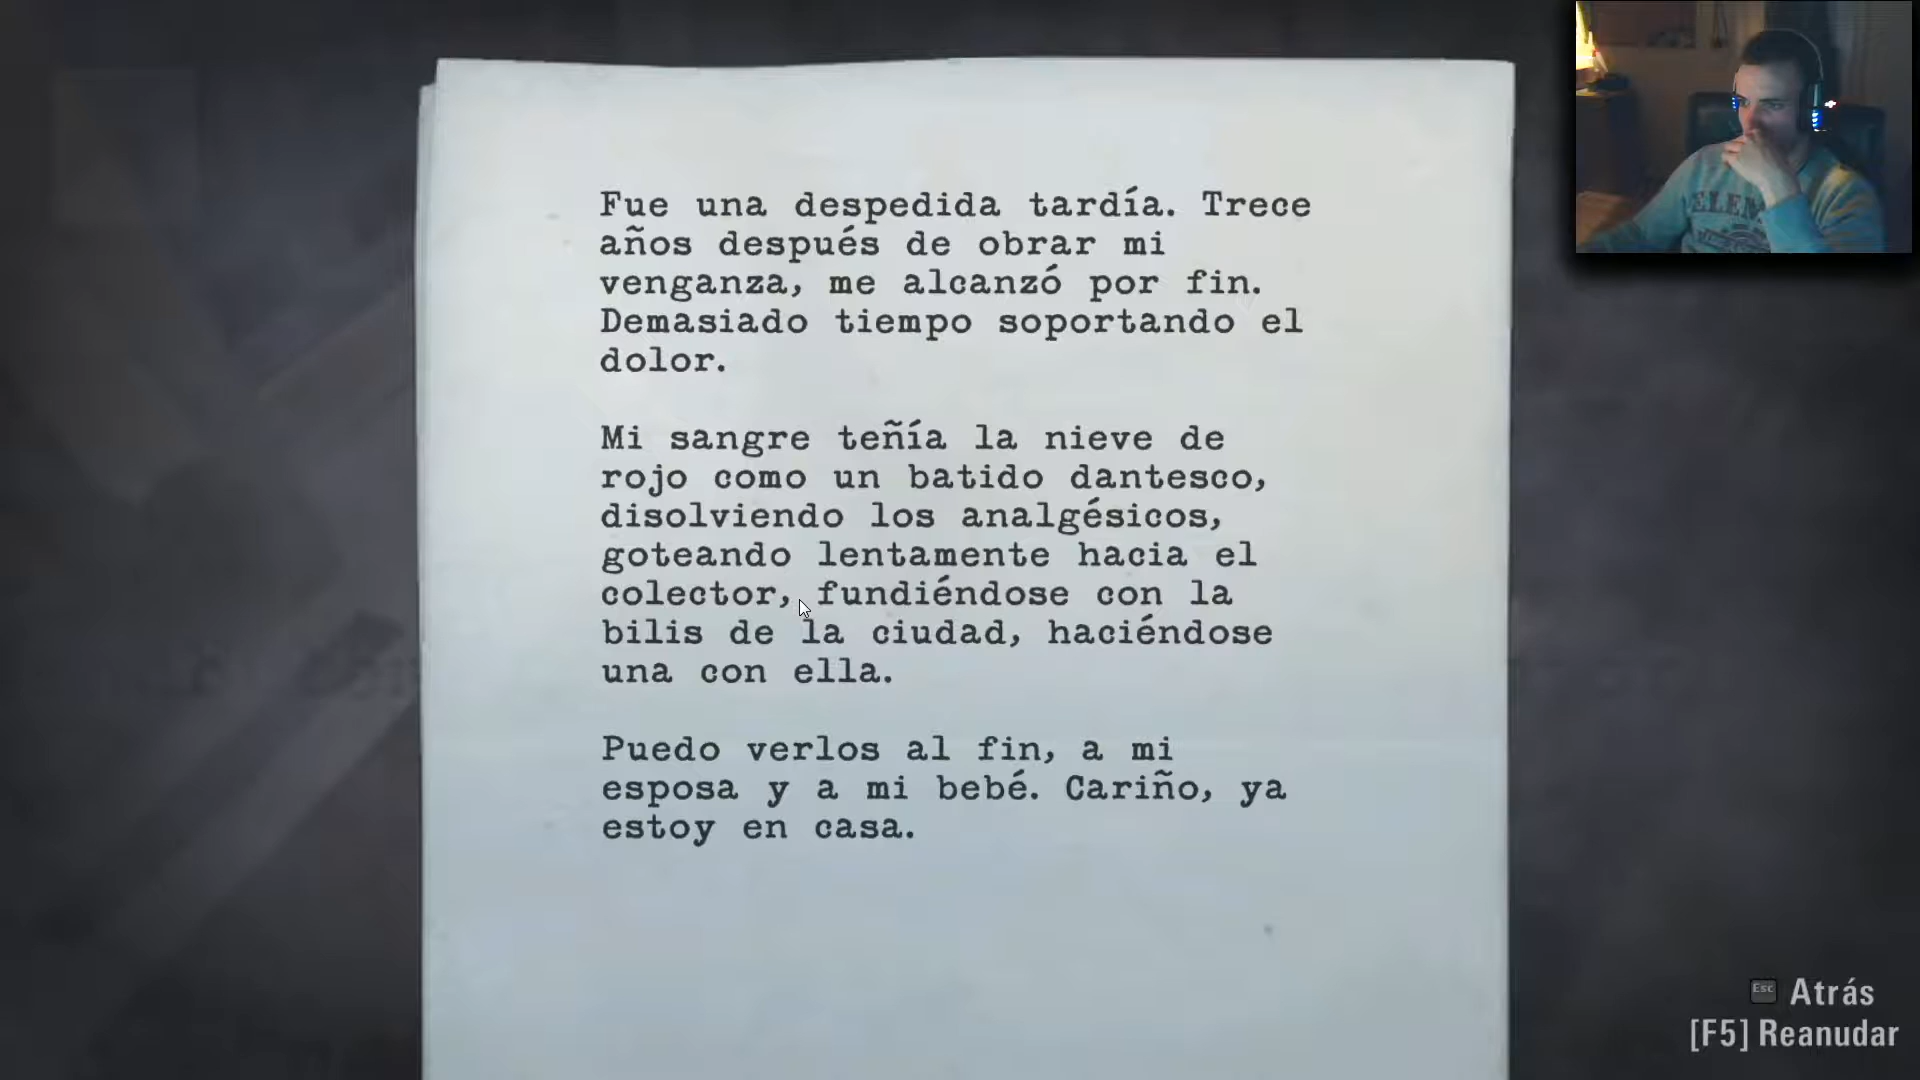 Fue una despedida tardía. Trece
años después de obrar mi
venganza, me alcanzó por fin.
Demasiado tiempo soportando el
dolor.
Mi sangre teñía la nieve de
rojo como un batido dantesco,
disolviendo los analgésicos,
goteando lentamente hacia el
colector, fundiéndose con la
bilis de la ciudad, haciéndose
una con ella.
Puedo verlos al fin, a mi
esposa y a mi bebé. Cariño, ya
estoy en casa.
Esc Atrás
[F5] Reanudar